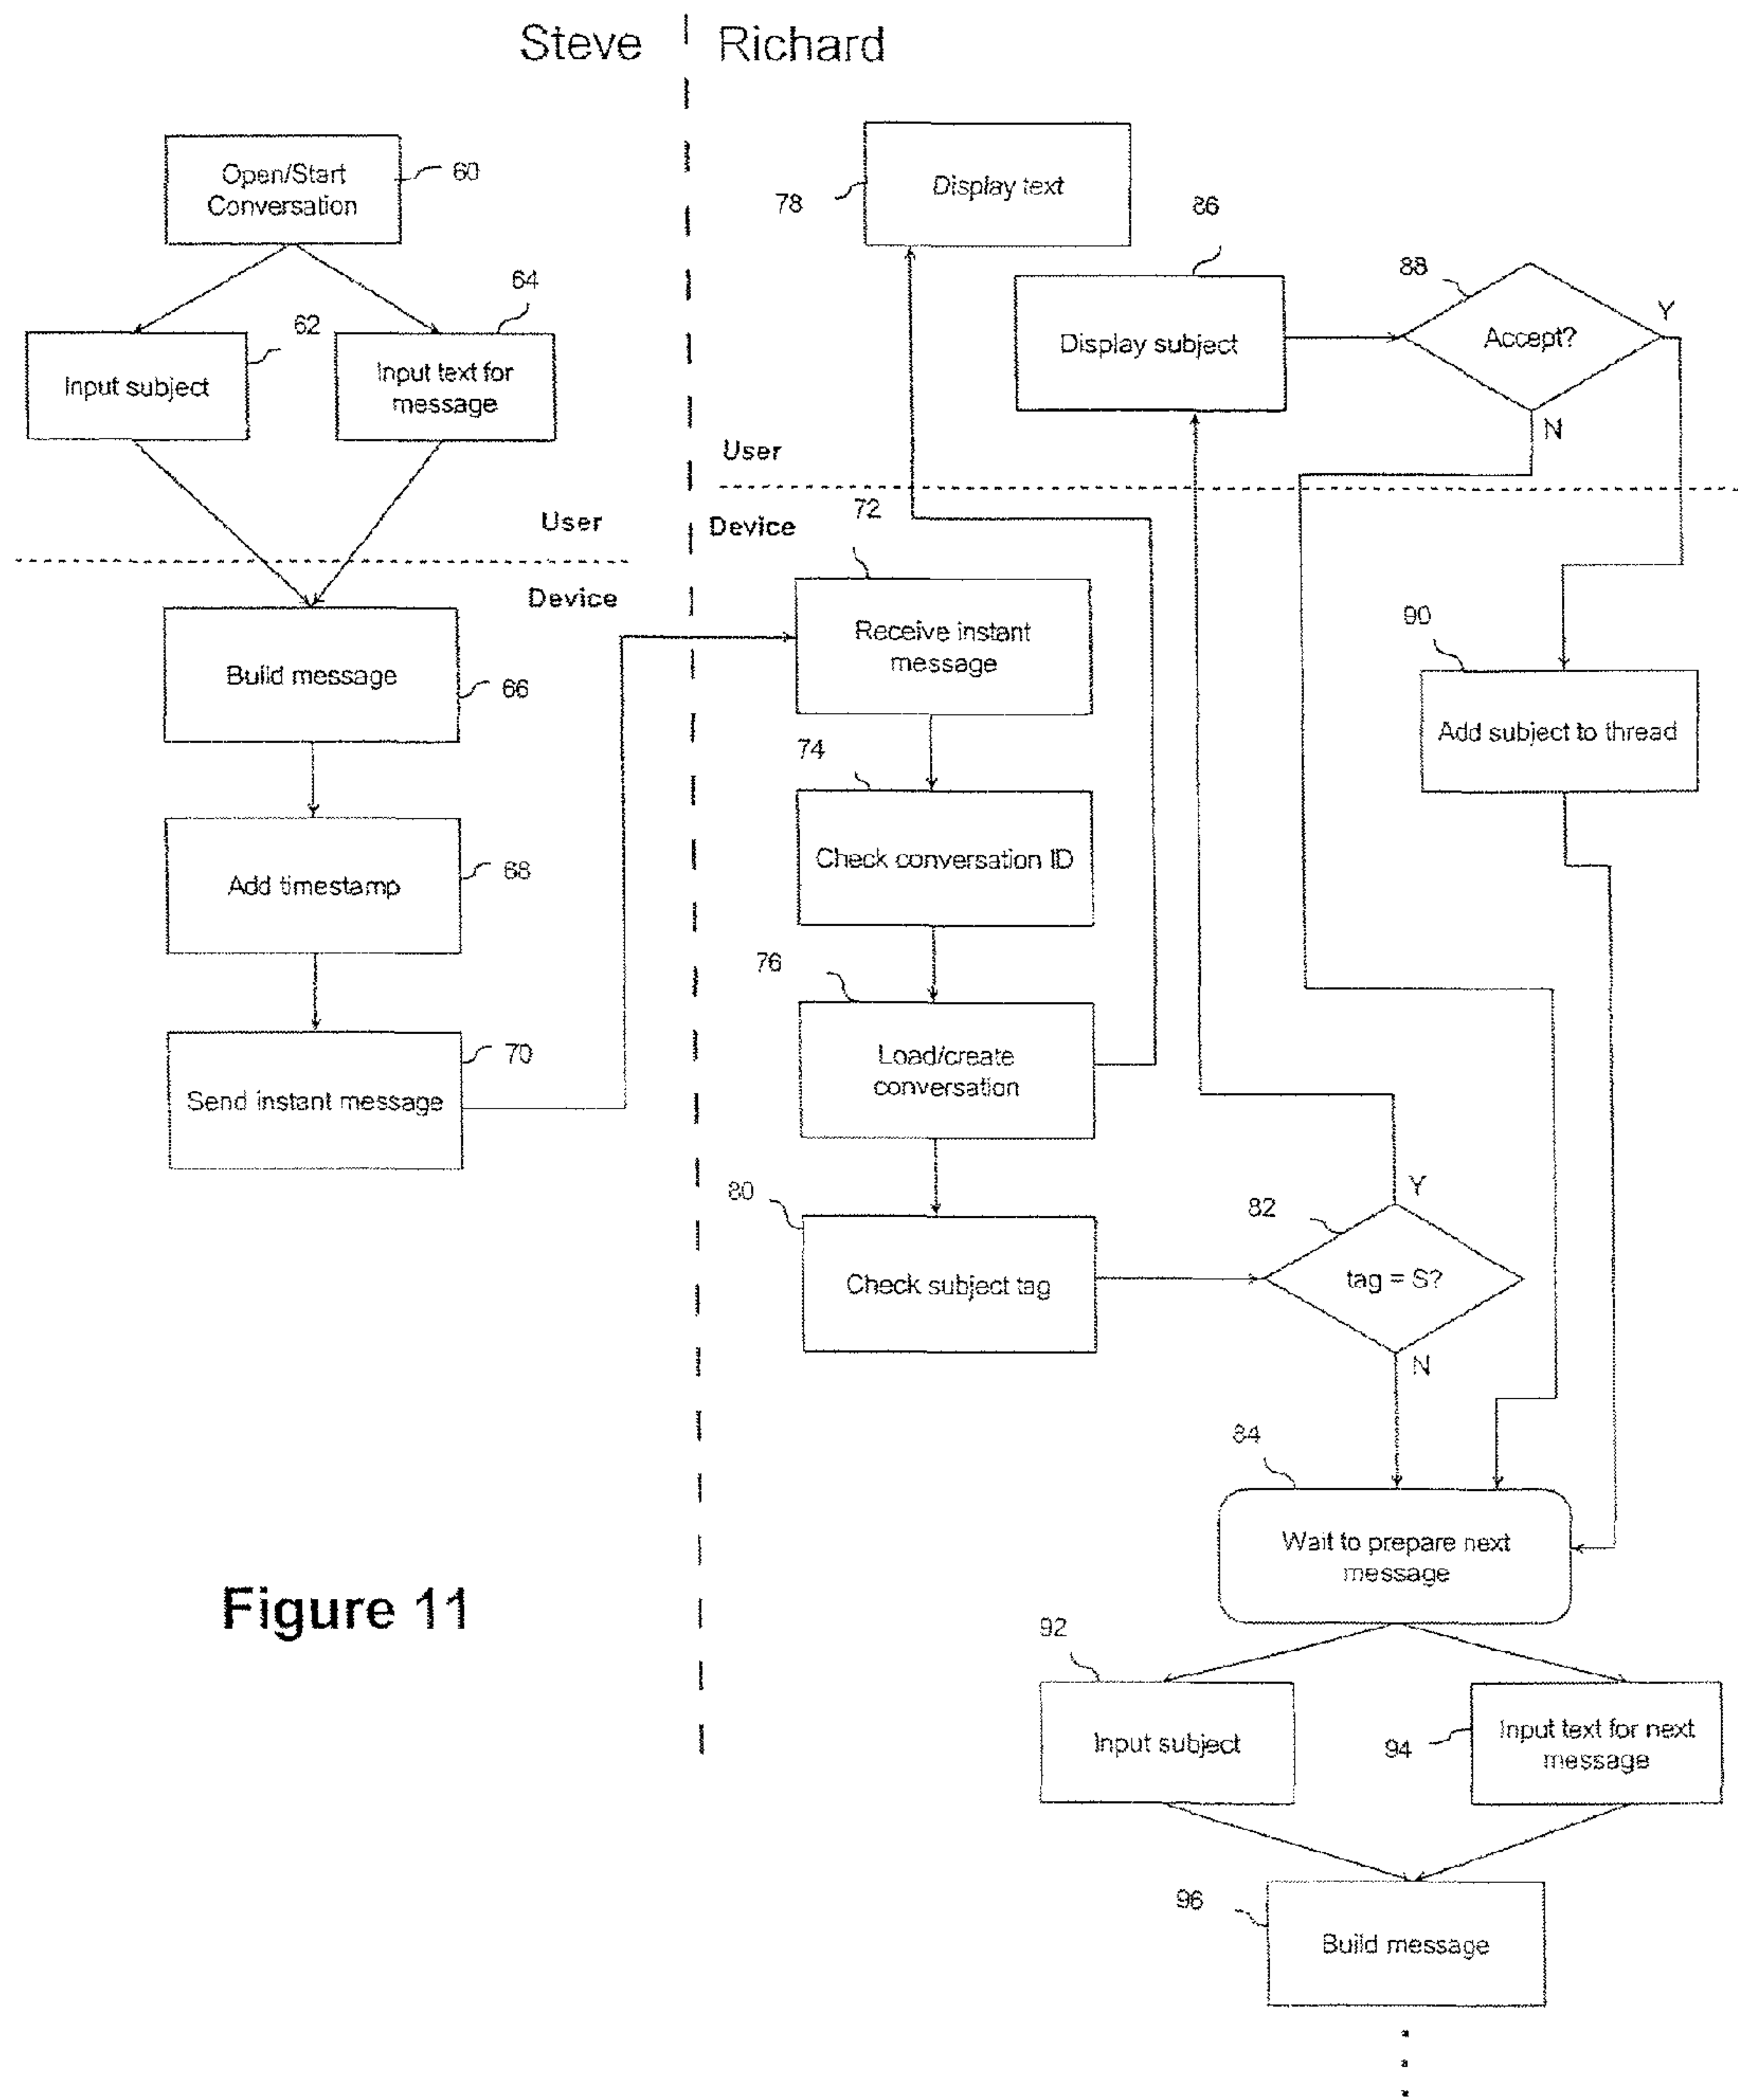 Steve
Richard
Open/Start
Conversation
60
62
Input subject
64
Input text for
message
User
Device
Build message
66
Add timestamp
68
Send instant message
70
78
Display text
86
Display subject
88
Accept?
Y
N
User
Device
72
Receive instant
message
74
Check conversation ID
76
Load/create
conversation
80
Check subject tag
82
tag = S?
Y
N
90
Add subject to thread
84
Wait to prepare next
message
92
Input subject
94
Input text for next
message
96
Build message
Figure 11